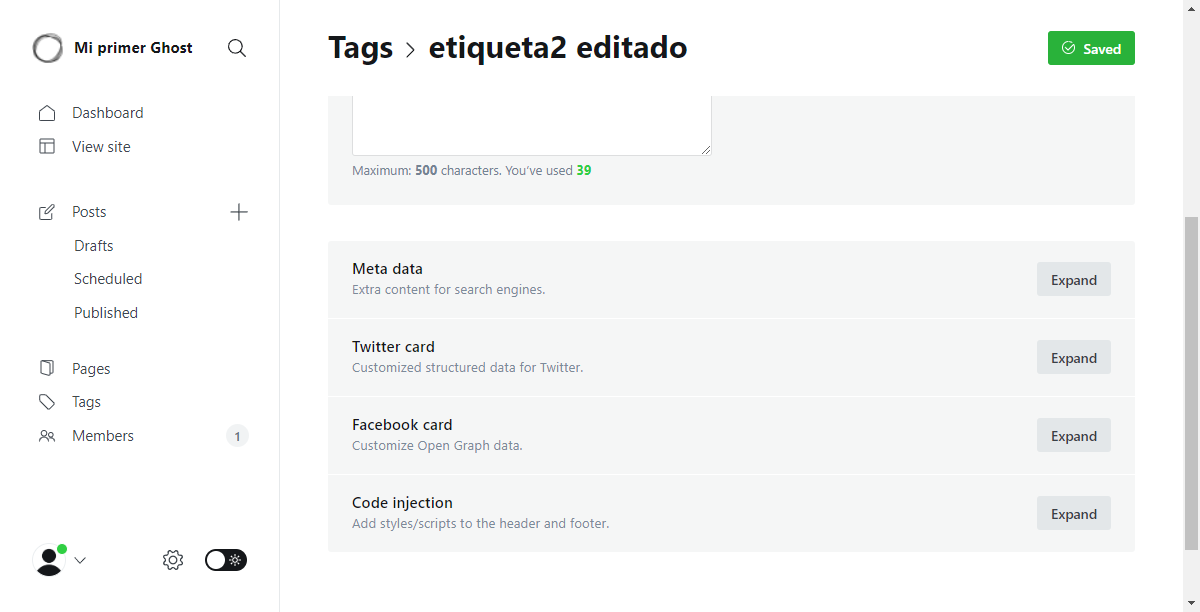 Mi primer Ghost
Dashboard
View site
Posts
Drafts
Scheduled
Published
Pages
Tags
Members
1
Tags > etiqueta2 editado
Saved
Maximum: 500 characters. You’ve used 39
Meta data
Extra content for search engines.
Expand
Twitter card
Customized structured data for Twitter.
Expand
Facebook card
Customize Open Graph data.
Expand
Code injection
Add styles/scripts to the header and footer.
Expand